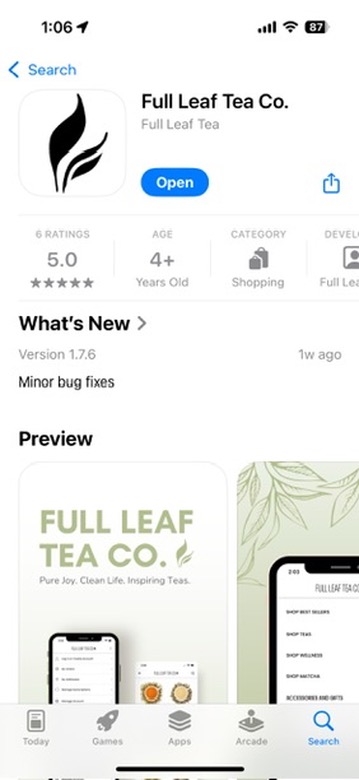 1:06
87
Search
Full Leaf Tea Co.
Full Leaf Tea
Open
6 RATINGS
AGE
CATEGORY
DEVEL
5.0
4+
★★★★★
Years Old
Shopping
Full Lea
What's New
Version 1.7.6
1w ago
Minor bug fixes
Preview
FULL LEAF
TEA CO.
Pure Joy. Clean Life. Inspiring Teas.
2:03
FULL LEAF TEA CO
SHOP BEST SELLERS
SHOP TEAS
SHOP WELLNESS
SHOP MATCHA
ACCESSORIES AND GIFTS
Today
Games
Apps
Arcade
Search